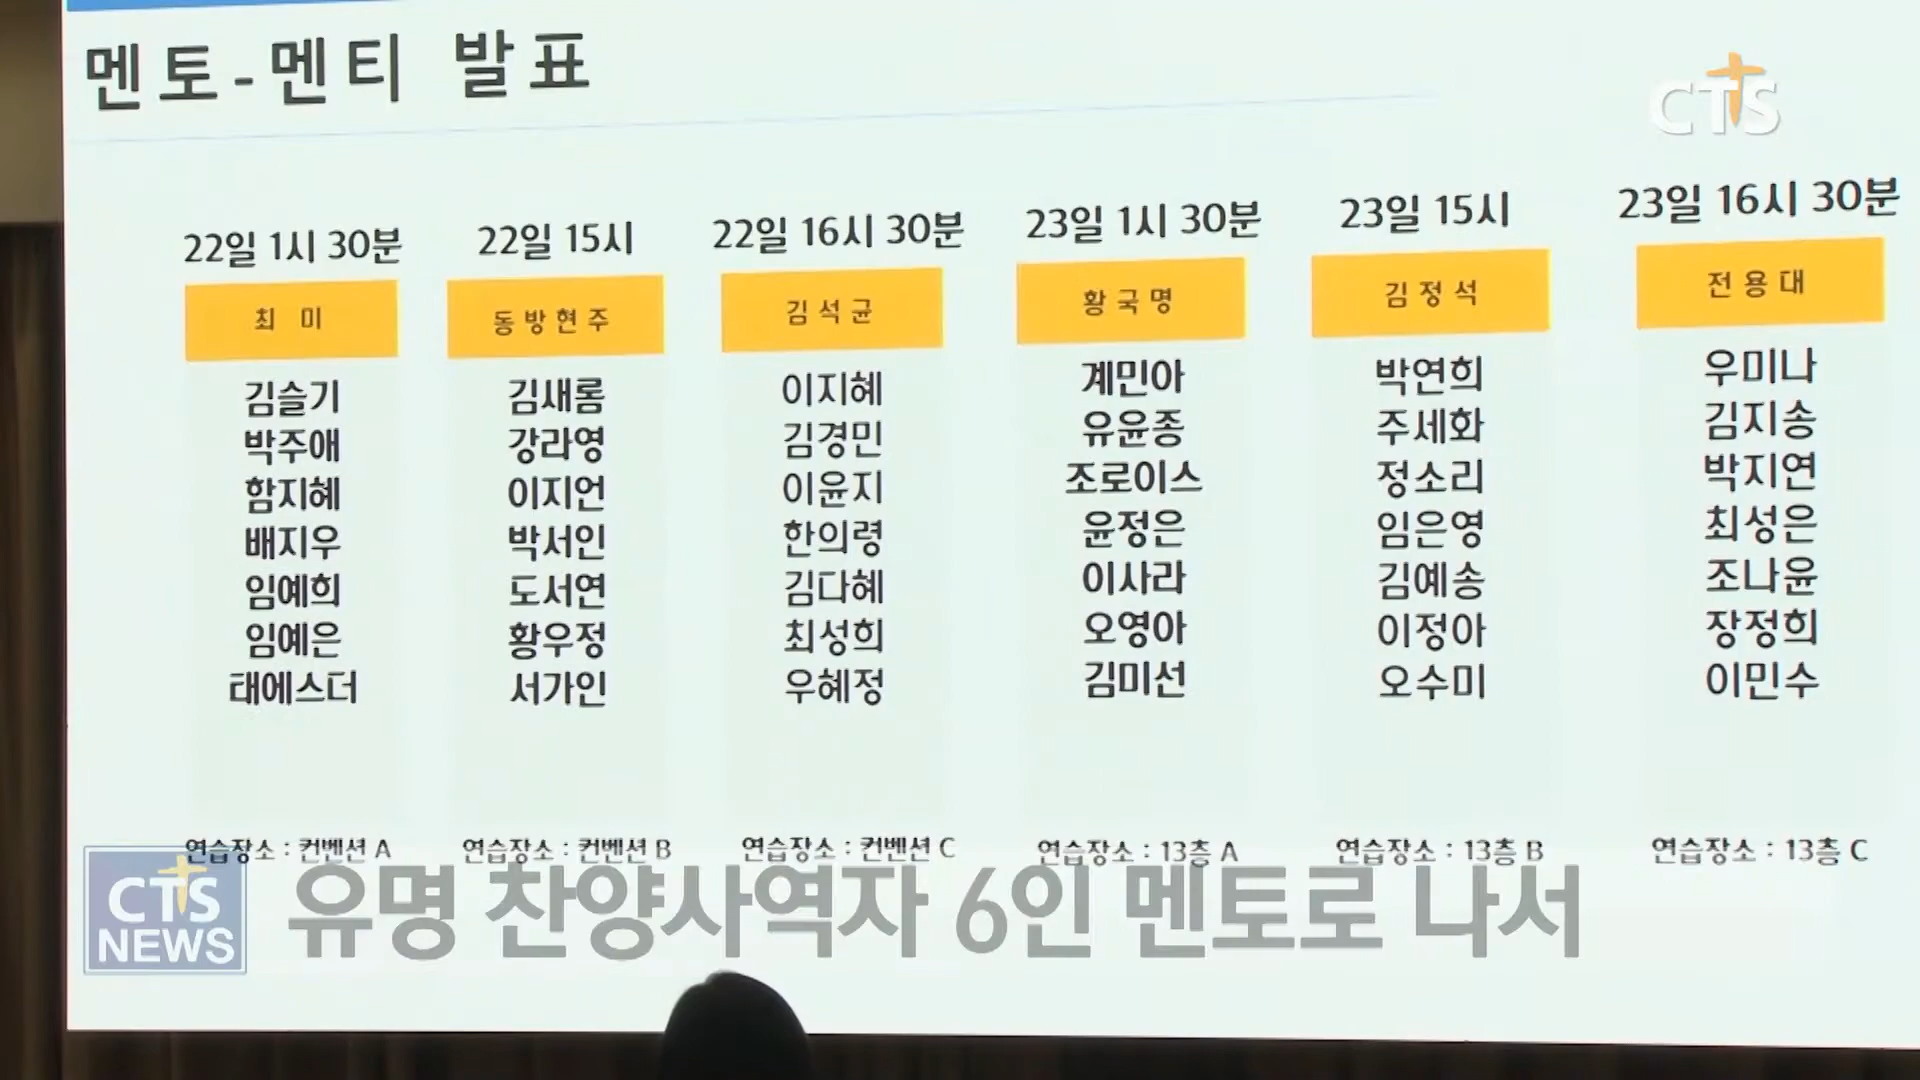 멘토-멘티 발표
CTS
22일 1시 30분
최 미
김슬기
박주애
함지혜
배지우
임예희
임예은
태에스더
연습장소 : 컨벤션 A
22일 15시
동방현주
김새롬
강라영
이지언
박서인
도서연
황우정
서가인
연습장소 : 컨벤션 B
22일 16시 30분
김석균
이지혜
김경민
이윤지
한의령
김다혜
최성희
우혜정
연습장소 : 컨벤션 C
23일 1시 30분
황국명
계민아
유윤종
조로이스
윤정은
이사라
오영아
김미선
연습장소 : 13층 A
23일 15시
김정석
박연희
주세화
정소리
임은영
김예송
이정아
오수미
연습장소 : 13층 B
23일 16시 30분
전용대
우미나
김지송
박지연
최성은
조나윤
장정희
이민수
연습장소 : 13층 C
CTS
NEWS
유명 찬양사역자 6인 멘토로 나서